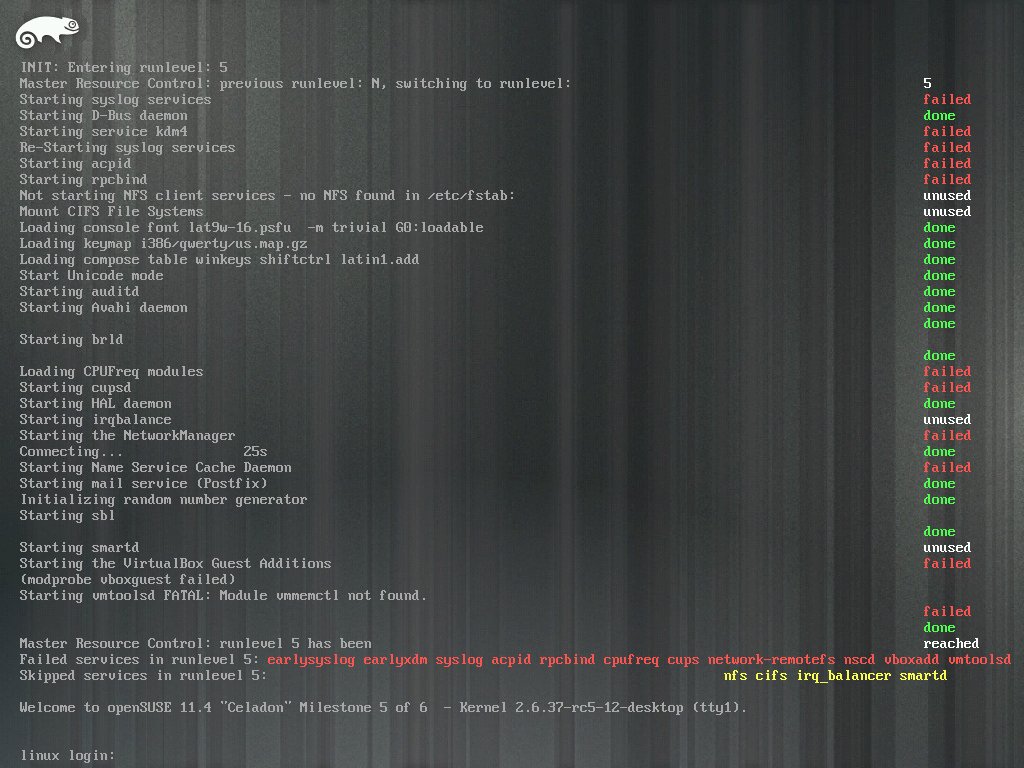 INIT: Entering runlevel: 5
Master Resource Control: previous runlevel: N, switching to runlevel: 5
Starting syslog services failed
Starting D-Bus daemon done
Starting service kdm4 failed
Re-Starting syslog services failed
Starting acpid failed
Starting rpcbind failed
Not starting NFS client services - no NFS found in /etc/fstab: unused
Mount CIFS File Systems unused
Loading console font lat9w-16.psfu  -m trivial G0:loadable done
Loading keymap i386/qwerty/us.map.gz done
Loading compose table winkeys shiftctrl latin1.add done
Start Unicode mode done
Starting auditd done
Starting Avahi daemon done
done
Starting brld
done
Loading CPUFreq modules failed
Starting cupsd failed
Starting HAL daemon done
Starting irqbalance unused
Starting the NetworkManager failed
Connecting... 25s done
Starting Name Service Cache Daemon failed
Starting mail service (Postfix) done
Initializing random number generator done
Starting sbl
done
Starting smartd unused
Starting the VirtualBox Guest Additions failed
(modprobe vboxguest failed)
Starting vmtoolsd FATAL: Module vmmemctl not found.
failed
done
Master Resource Control: runlevel 5 has been reached
Failed services in runlevel 5: earlysyslog earlyxdm syslog acpid rpcbind cpufreq cups network-remotefs nscd vboxadd vmtoolsd
Skipped services in runlevel 5: nfs cifs irq_balancer smartd
Welcome to openSUSE 11.4 "Celadon" Milestone 5 of 6  - Kernel 2.6.37-rc5-12-desktop (tty1).
linux login: